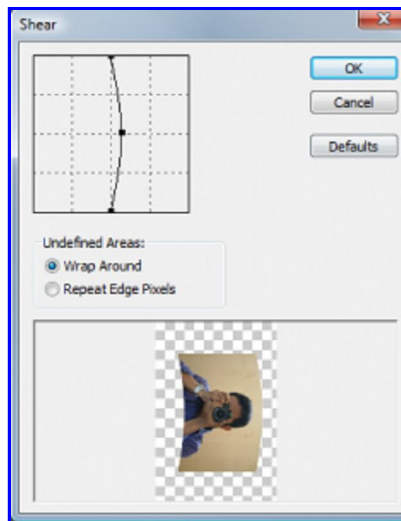 Shear
OK
Cancel
Defaults
Undefined Areas:
Wrap Around
Repeat Edge Pixels